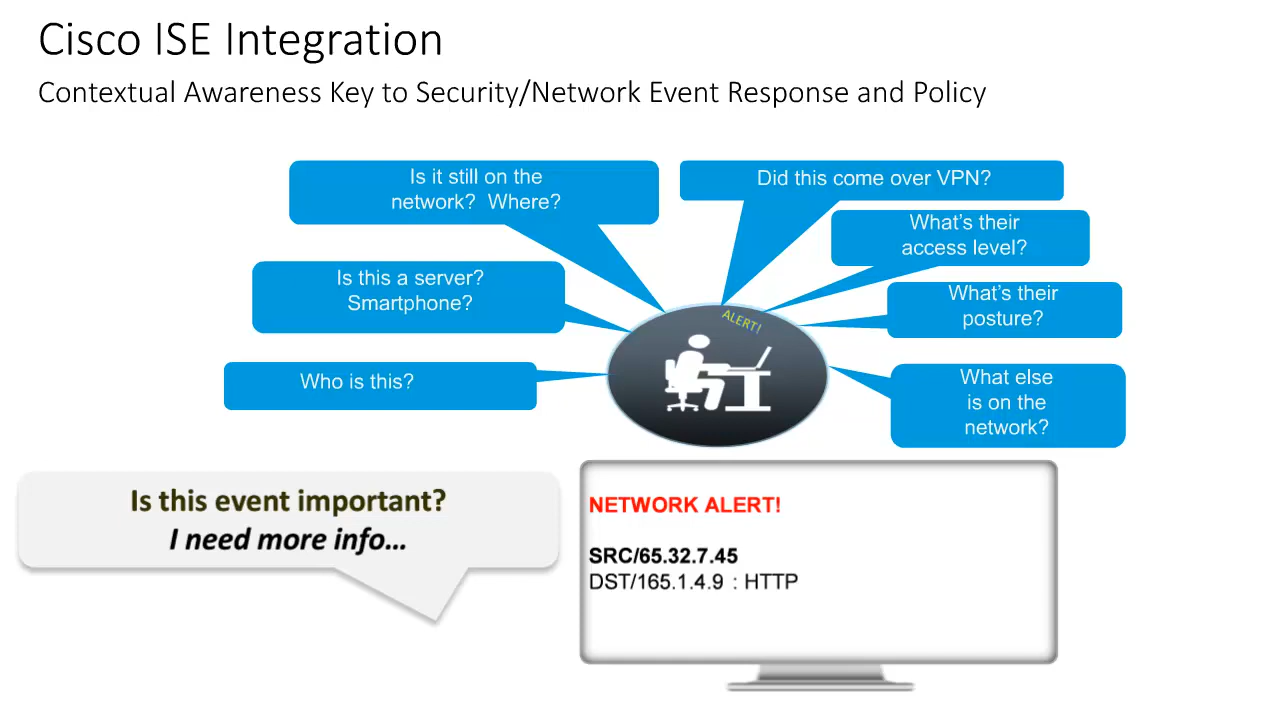 Cisco ISE Integration
Contextual Awareness Key to Security/Network Event Response and Policy
Is it still on the
network?  Where?
Did this come over VPN?
What's their
access level?
Is this a server?
Smartphone?
What's their
posture?
ALERT!
Who is this?
What else
is on the
network?
Is this event important?
I need more info...
NETWORK ALERT!
SRC/65.32.7.45
DST/165.1.4.9 : HTTP